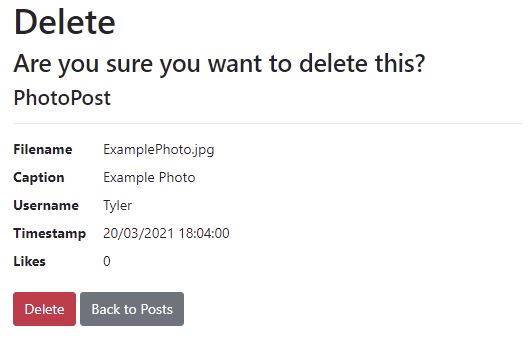 Delete
Are you sure you want to delete this?
PhotoPost
Filename ExamplePhoto.jpg
Caption Example Photo
Username Tyler
Timestamp 20/03/2021 18:04:00
Likes 0
Delete Back to Posts